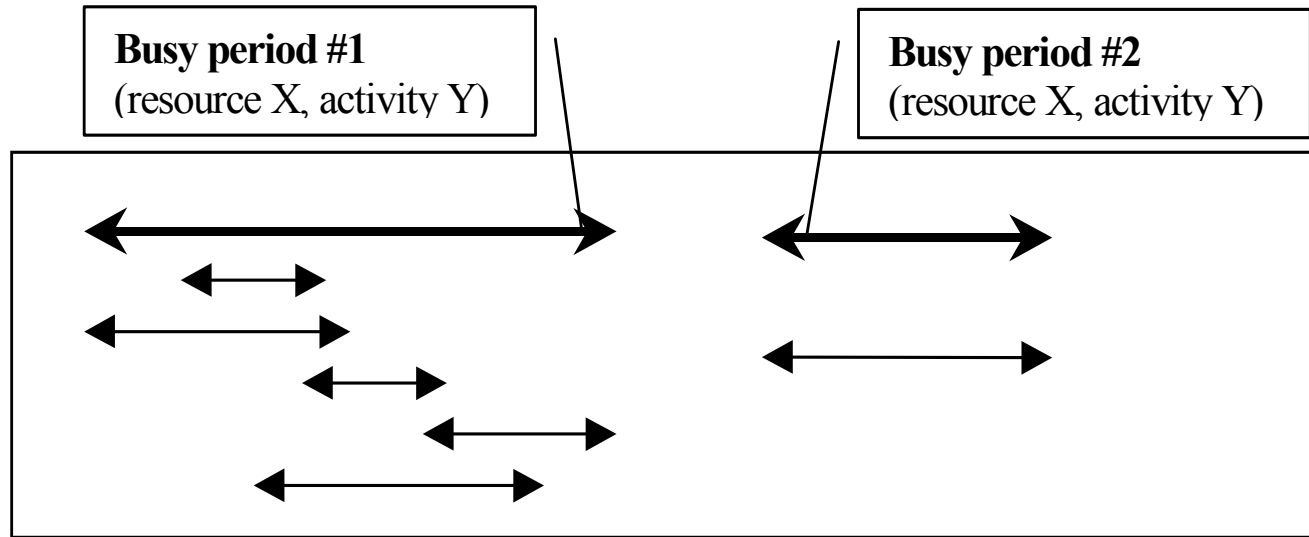 Busy period #1
(resource X, activity Y)
Busy period #2
(resource X, activity Y)